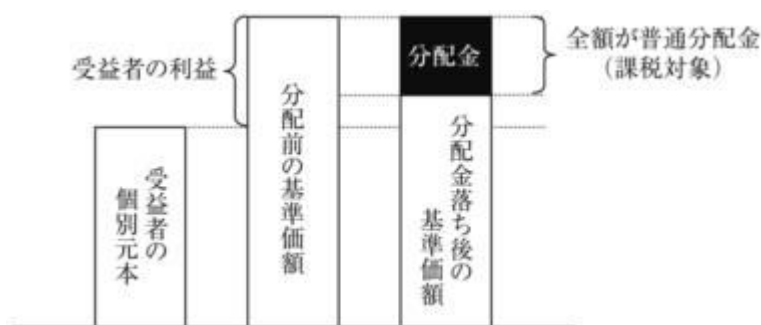 受益者の利益
受益者の
個別元本
分配前の基準価額
分配金
分配金落ち後の
基準価額
全額が普通分配金
（課税対象）